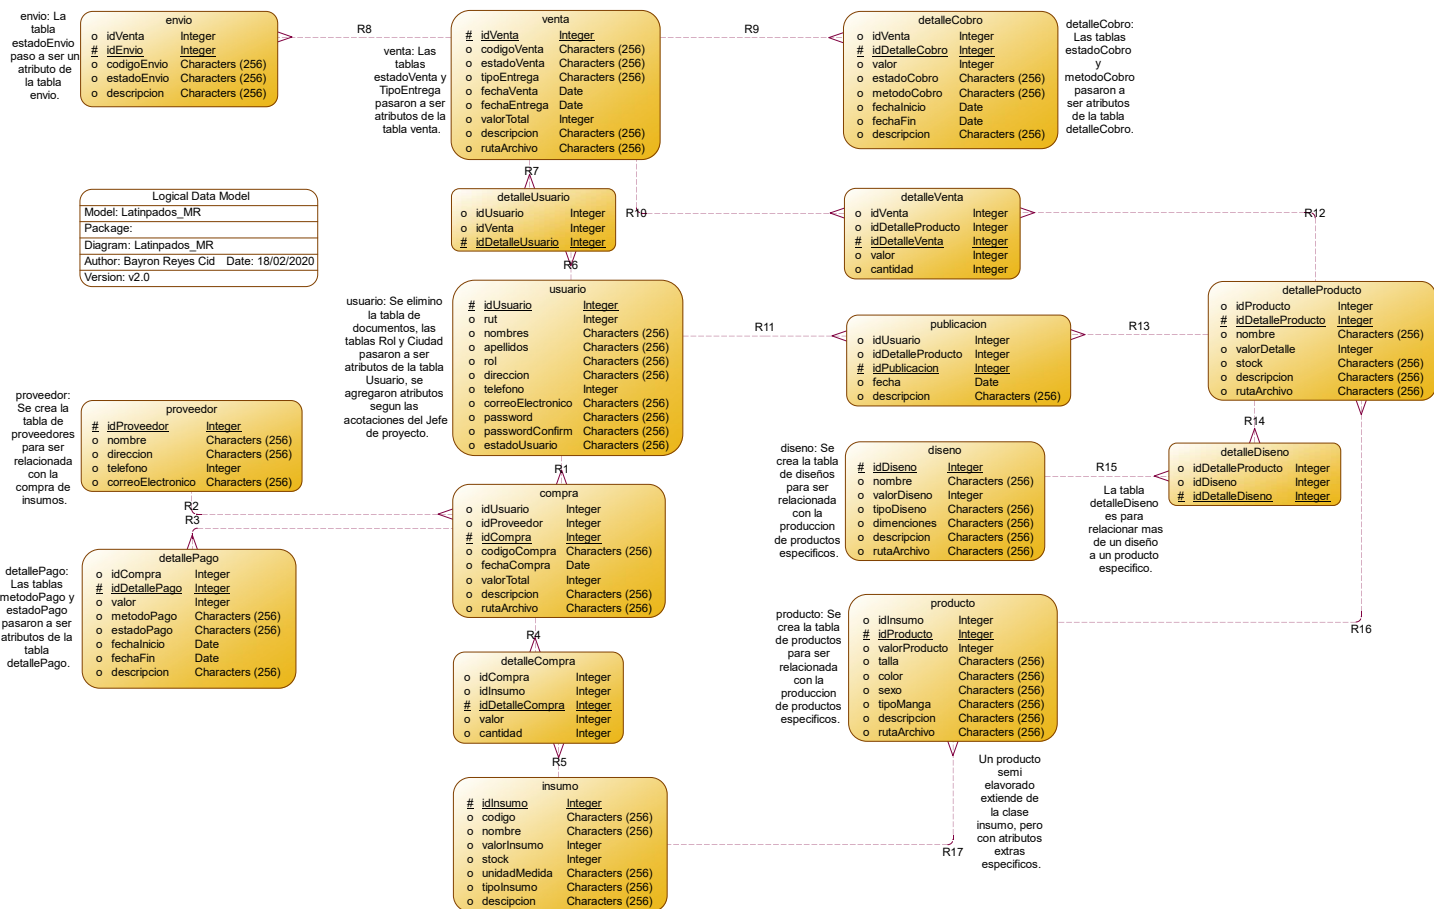 envio: La
tabla
estadoEnvio
paso a ser un
atributo de
la tabla
envio.
envio
o idVenta Integer
# idEnvio Integer
o codigoEnvio Characters (256)
o estadoEnvio Characters (256)
o descripcion Characters (256)
R8
venta: Las
tablas
estadoVenta y
TipoEntrega
pasaron a ser
atributos de la
tabla venta.
venta
# idVenta Integer
o codigoVenta Characters (256)
o estadoVenta Characters (256)
o tipoEntrega Characters (256)
o fechaVenta Date
o fechaEntrega Date
o valorTotal Integer
o descripcion Characters (256)
o rutaArchivo Characters (256)
R9
detalleCobro
o idVenta Integer
# idDetalleCobro Integer
o valor Integer
o estadoCobro Characters (256)
o metodoCobro Characters (256)
o fechaInicio Date
o fechaFin Date
o descripcion Characters (256)
detalleCobro:
Las tablas
estadoCobro
y
metodoCobro
pasaron a
ser atributos
de la tabla
detalleCobro.
R7
Logical Data Model
Model: Latinpados_MR
Package:
Diagram: Latinpados_MR
Author: Bayron Reyes Cid Date: 18/02/2020
Version: v2.0
detalleUsuario
o idUsuario Integer
o idVenta Integer
# idDetalleUsuario Integer
R10
detalleVenta
o idVenta Integer
o idDetalleProducto Integer
# idDetalleVenta Integer
o valor Integer
o cantidad Integer
R12
R6
usuario: Se elimino
la tabla de
documentos, las
tablas Rol y Ciudad
pasaron a ser
atributos de la tabla
Usuario, se
agregaron atributos
segun las
acotaciones del Jefe
de proyecto.
usuario
# idUsuario Integer
o rut Integer
o nombres Characters (256)
o apellidos Characters (256)
o rol Characters (256)
o direccion Characters (256)
o telefono Integer
o correoElectronico Characters (256)
o password Characters (256)
o passwordConfirm Characters (256)
o estadoUsuario Characters (256)
R11
publicacion
o idUsuario Integer
o idDetalleProducto Integer
# idPublicacion Integer
o fecha Date
o descripcion Characters (256)
R13
detalleProducto
o idProducto Integer
# idDetalleProducto Integer
o nombre Characters (256)
o valorDetalle Integer
o stock Characters (256)
o descripcion Characters (256)
o rutaArchivo Characters (256)
R14
proveedor:
Se crea la
tabla de
proveedores
para ser
relacionada
con la
compra de
insumos.
proveedor
# idProveedor Integer
o nombre Characters (256)
o direccion Characters (256)
o telefono Integer
o correoElectronico Characters (256)
R1
R2
R3
diseno: Se
crea la tabla
de diseños
para ser
relacionada
con la
produccion
de productos
especificos.
diseno
# idDiseno Integer
o nombre Characters (256)
o valorDiseno Integer
o tipoDiseno Characters (256)
o dimenciones Characters (256)
o descripcion Characters (256)
o rutaArchivo Characters (256)
R15
La tabla
detalleDiseno
es para
relacionar mas
de un diseño
a un producto
especifico.
detalleDiseno
o idDetalleProducto Integer
o idDiseno Integer
# idDetalleDiseno Integer
compra
o idUsuario Integer
o idProveedor Integer
# idCompra Integer
o codigoCompra Characters (256)
o fechaCompra Date
o valorTotal Integer
o descripcion Characters (256)
o rutaArchivo Characters (256)
detallePago:
Las tablas
metodoPago y
estadoPago
pasaron a ser
atributos de la
tabla
detallePago.
detallePago
o idCompra Integer
# idDetallePago Integer
o valor Integer
o metodoPago Characters (256)
o estadoPago Characters (256)
o fechaInicio Date
o fechaFin Date
o descripcion Characters (256)
R4
detalleCompra
o idCompra Integer
o idInsumo Integer
# idDetalleCompra Integer
o valor Integer
o cantidad Integer
R5
producto: Se
crea la tabla
de productos
para ser
relacionada
con la
produccion
de productos
especificos.
producto
o idInsumo Integer
# idProducto Integer
o valorProducto Integer
o talla Characters (256)
o color Characters (256)
o sexo Characters (256)
o tipoManga Characters (256)
o descripcion Characters (256)
o rutaArchivo Characters (256)
R16
insumo
# idInsumo Integer
o codigo Characters (256)
o nombre Characters (256)
o valorInsumo Integer
o stock Integer
o unidadMedida Characters (256)
o tipoInsumo Characters (256)
o descipcion Characters (256)
R17
Un producto
semi
elavorado
extiende de
la clase
insumo, pero
con atributos
extras
especificos.